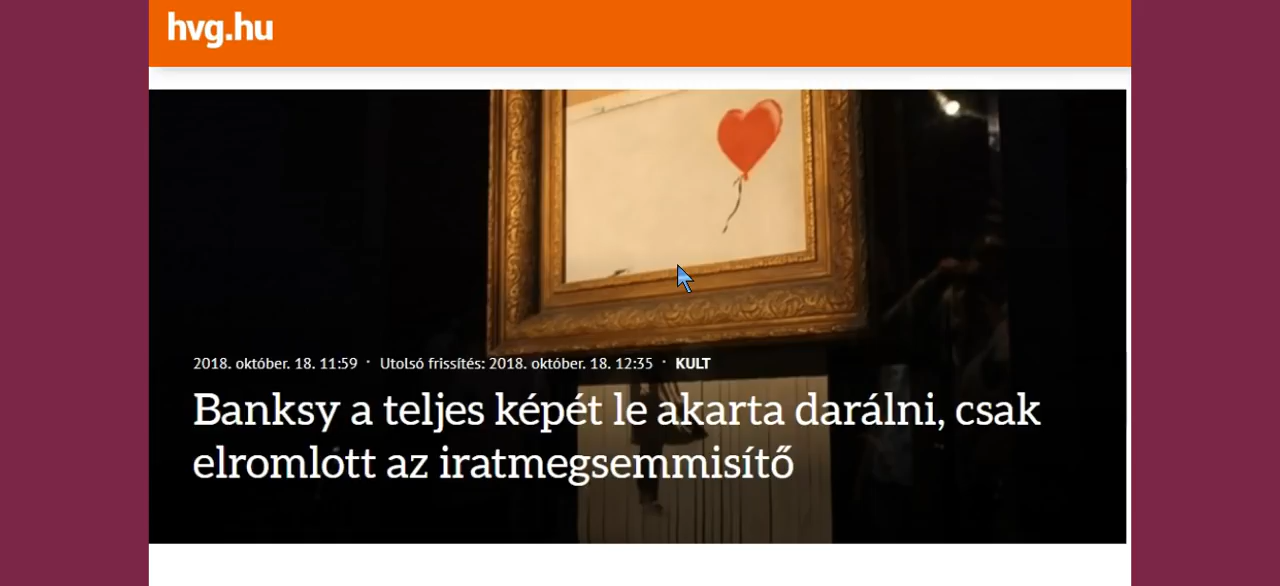 hvg.hu
2018. október. 18. 11:59 · Utolsó frissítés: 2018. október. 18. 12:35 · KULT
Banksy a teljes képét le akarta darálni, csak
elromlott az iratmegsemmisítő